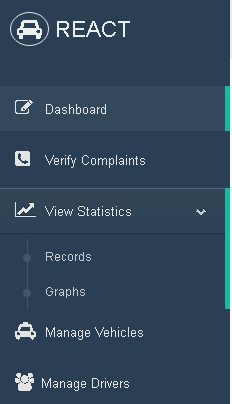 REACT
Dashboard
Verify Complaints
View Statistics
Records
Graphs
Manage Vehicles
Manage Drivers